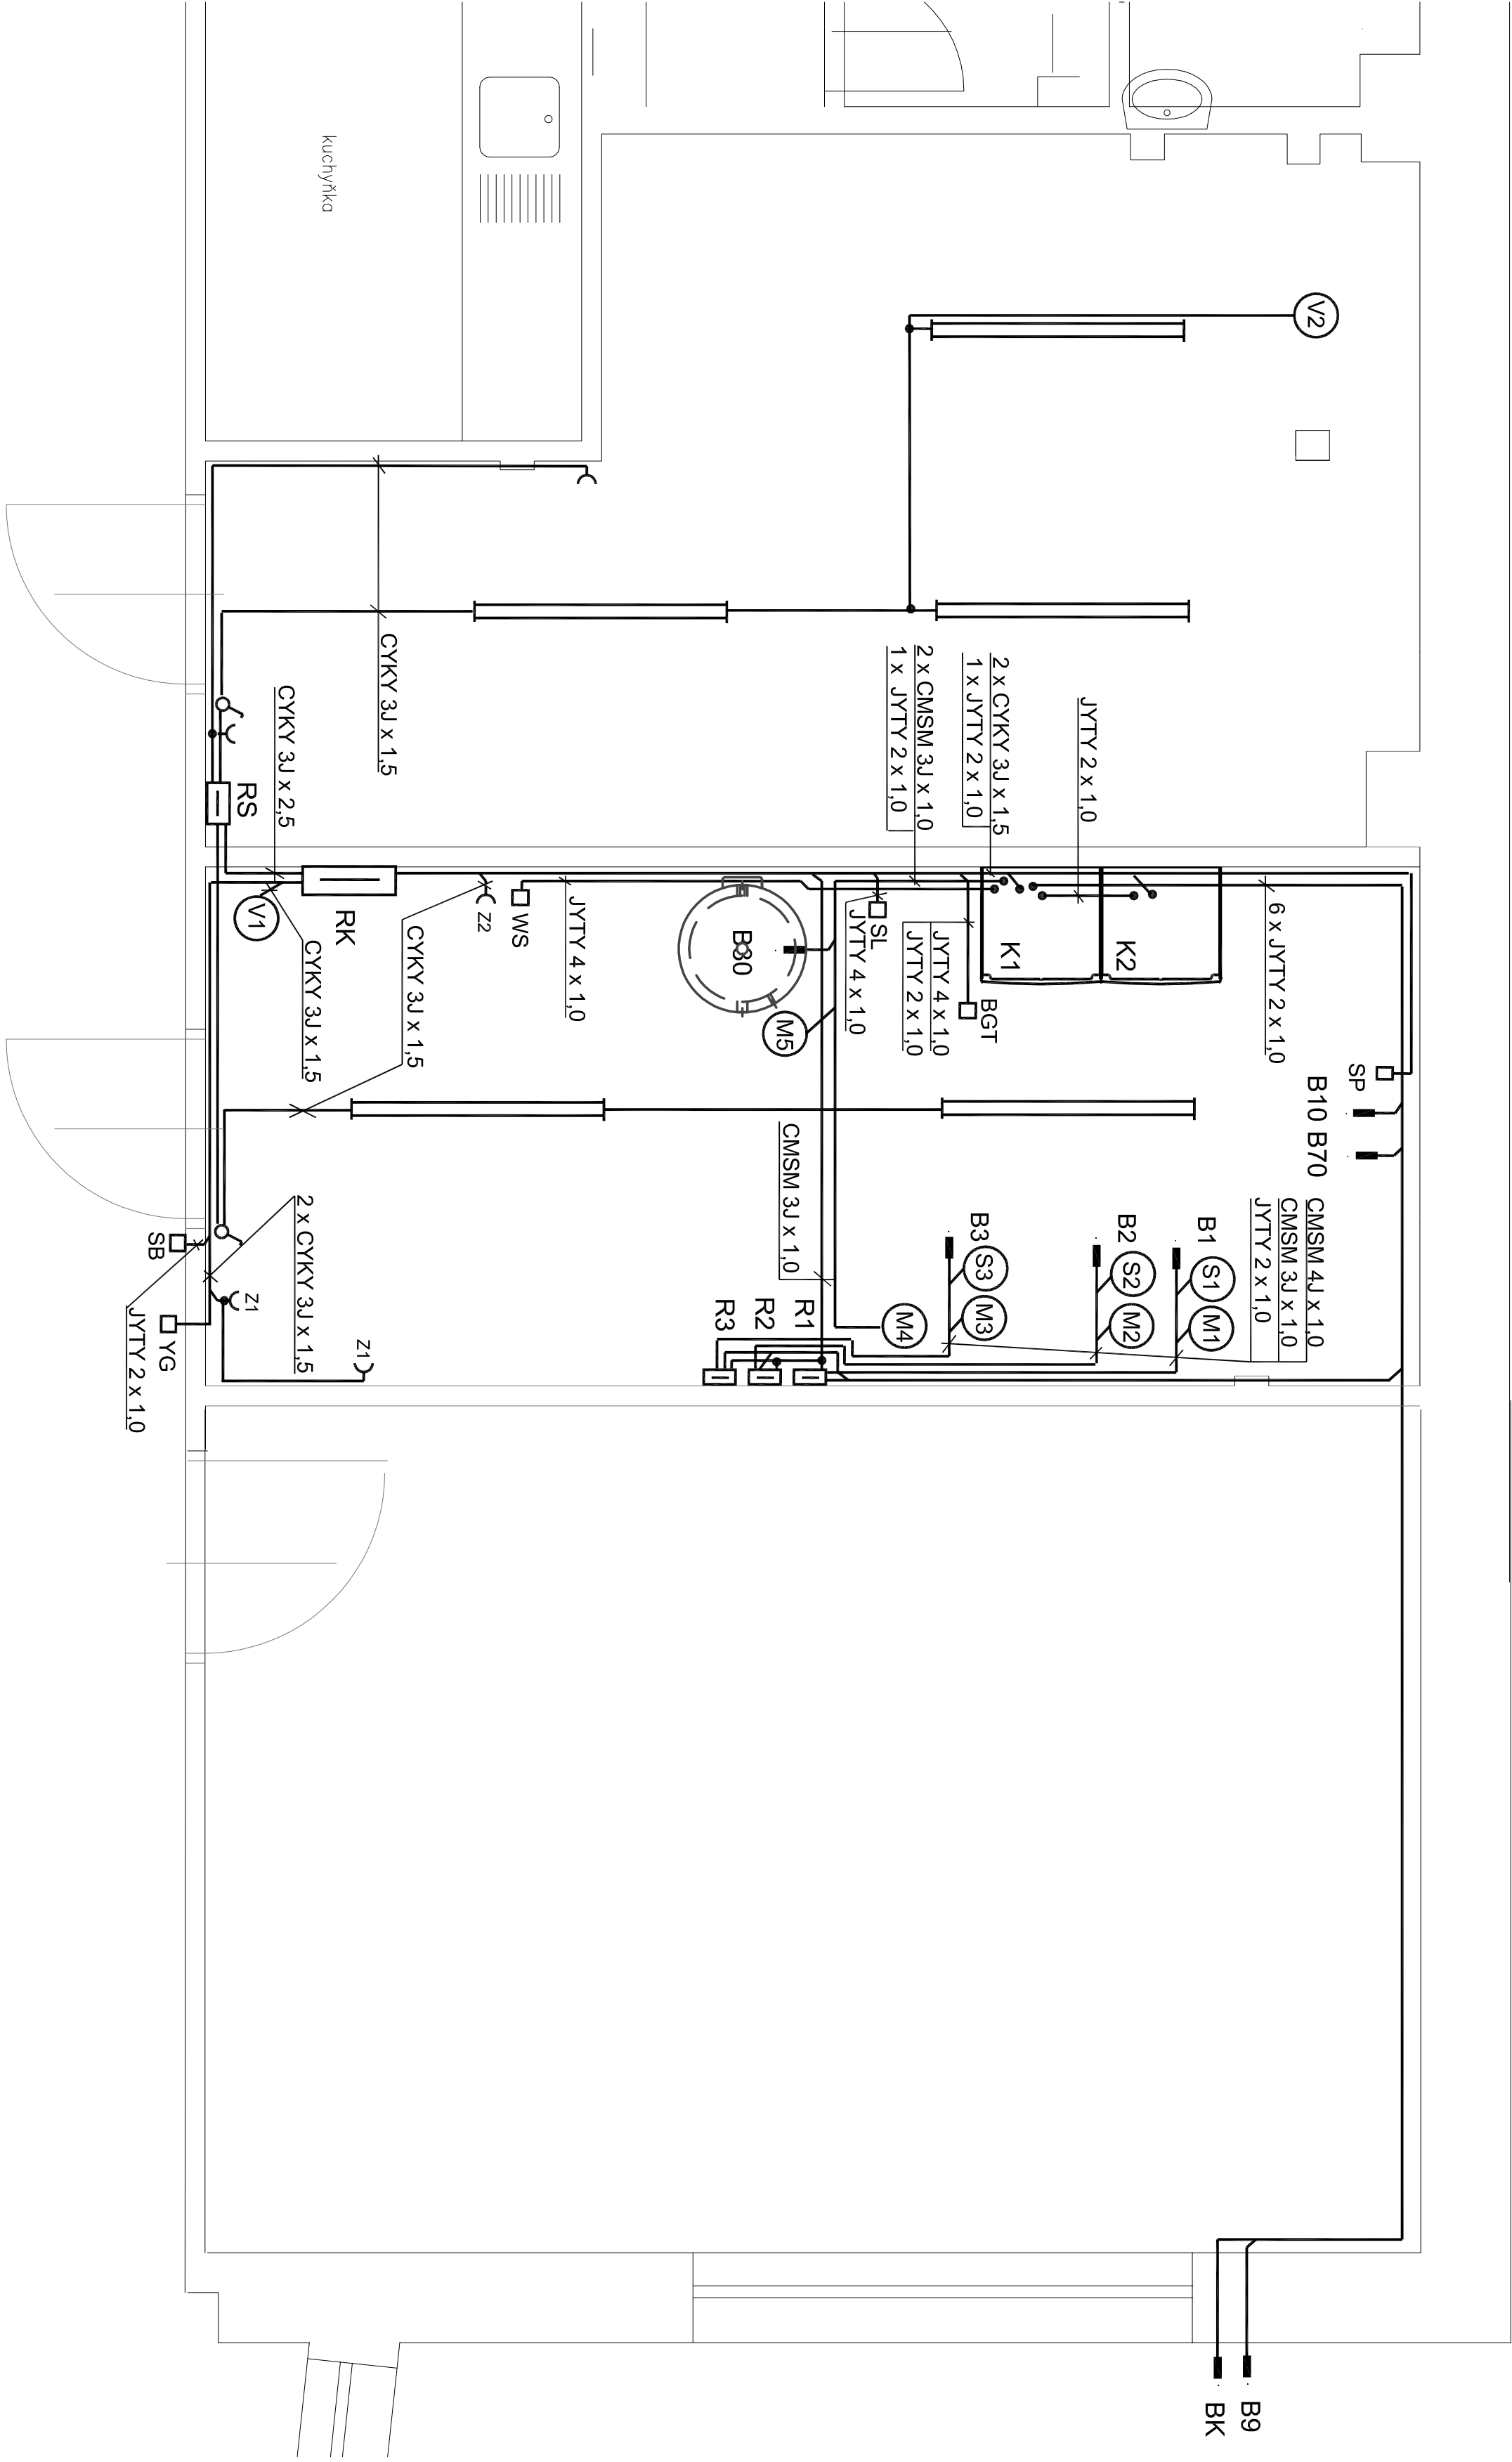 kuchyňka
V2
CYKY 3J x 1,5
CYKY 3J x 2,5
RS
2 x CMSM 3J x 1,0
1 x JYTY 2 x 1,0
2 x CYKY 3J x 1,5
1 x JYTY 2 x 1,0
JYTY 2 x 1,0
V1
RK
CYKY 3J x 1,5
CYKY 3J x 1,5
Z2
WS
JYTY 4 x 1,0
B30
M5
SL
JYTY 4 x 1,0
JYTY 4 x 1,0
JYTY 2 x 1,0
BGT
K1
K2
6 x JYTY 2 x 1,0
SP
B10
B70
CMSM 3J x 1,0
CMSM 4J x 1,0
CMSM 3J x 1,0
JYTY 2 x 1,0
B1
S1
M1
B2
S2
M2
B3
S3
M3
M4
R1
R2
R3
2 x CYKY 3J x 1,5
SB
YG
JYTY 2 x 1,0
Z1
Z1
B9
BK